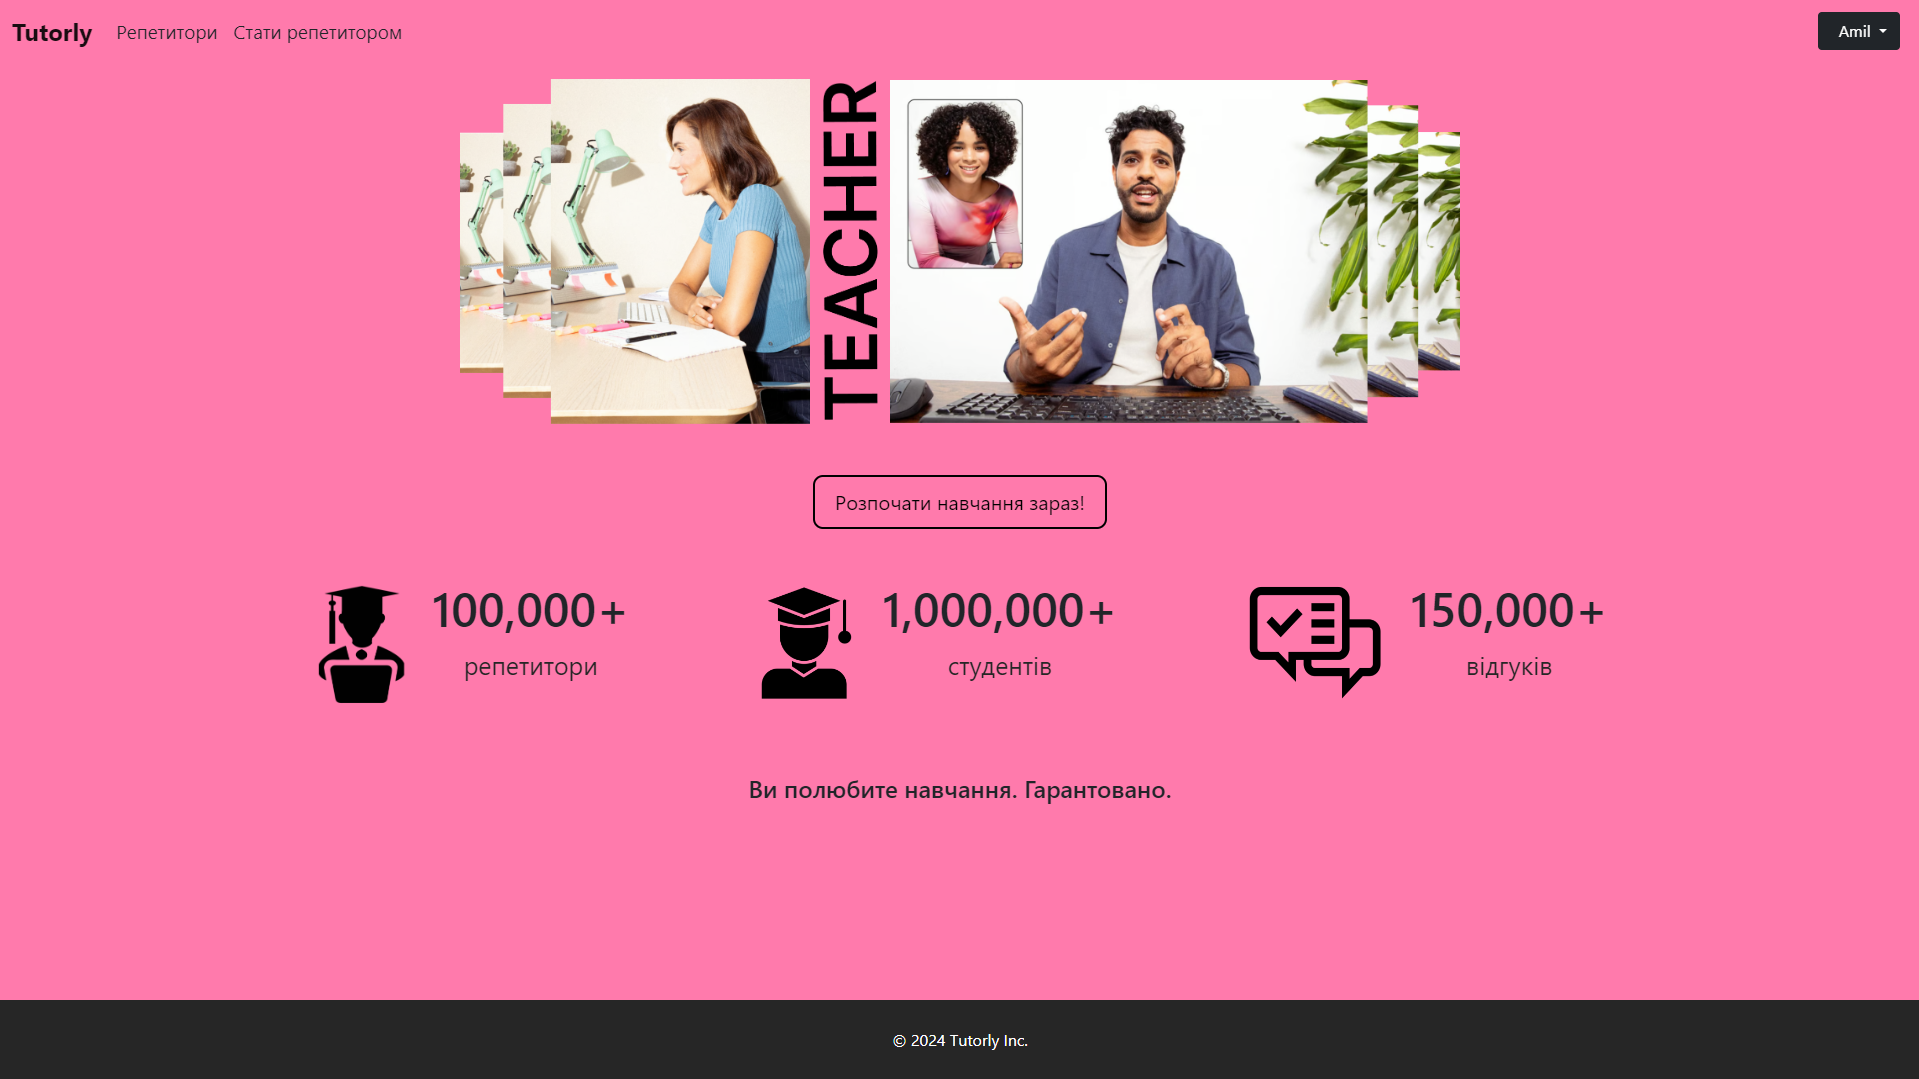 Tutorly
Репетитори
Стати репетитором
Amil
TEACHER
Розпочати навчання зараз!
100,000+
репетитори
1,000,000+
студентів
150,000+
відгуків
Ви полюбите навчання. Гарантовано.
© 2024 Tutorly Inc.